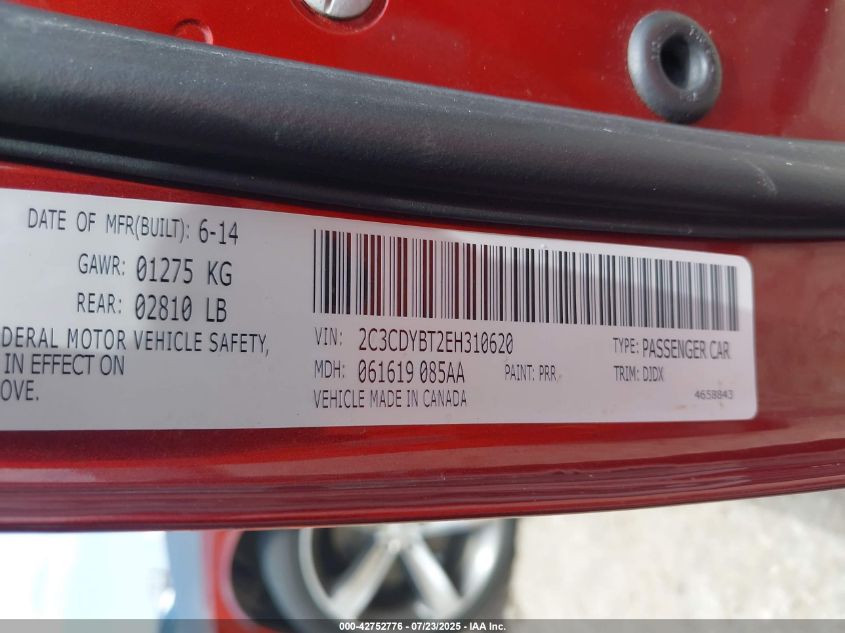 DATE OF MFR(BUILT): 6-14
GAWR: 01275 KG
REAR: 02810 LB
DERAL MOTOR VEHICLE SAFETY,
IN EFFECT ON
OVE.
VIN: 2C3CDYBT2EH310620
TYPE: PASSENGER CAR
MDH: 061619 085AA
PAINT: PRR
TRIM: DJDX
VEHICLE MADE IN CANADA
4658843
000-42752776 - 07/23/2025 - IAA Inc.